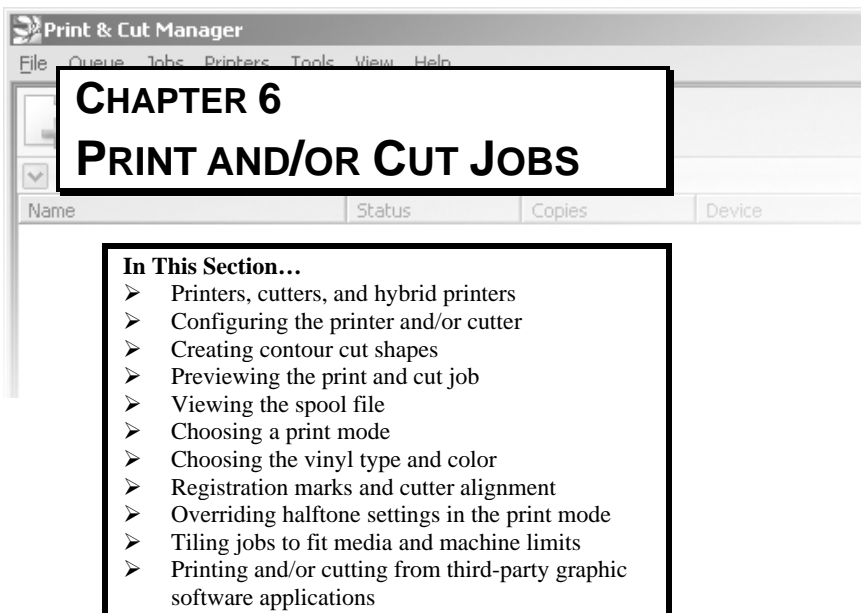 Print & Cut Manager
File Queue Jobs Printers Tools View Help
CHAPTER 6
PRINT AND/OR CUT JOBS
Name Status Copies Device
In This Section…
➢ Printers, cutters, and hybrid printers
➢ Configuring the printer and/or cutter
➢ Creating contour cut shapes
➢ Previewing the print and cut job
➢ Viewing the spool file
➢ Choosing a print mode
➢ Choosing the vinyl type and color
➢ Registration marks and cutter alignment
➢ Overriding halftone settings in the print mode
➢ Tiling jobs to fit media and machine limits
➢ Printing and/or cutting from third-party graphic
software applications